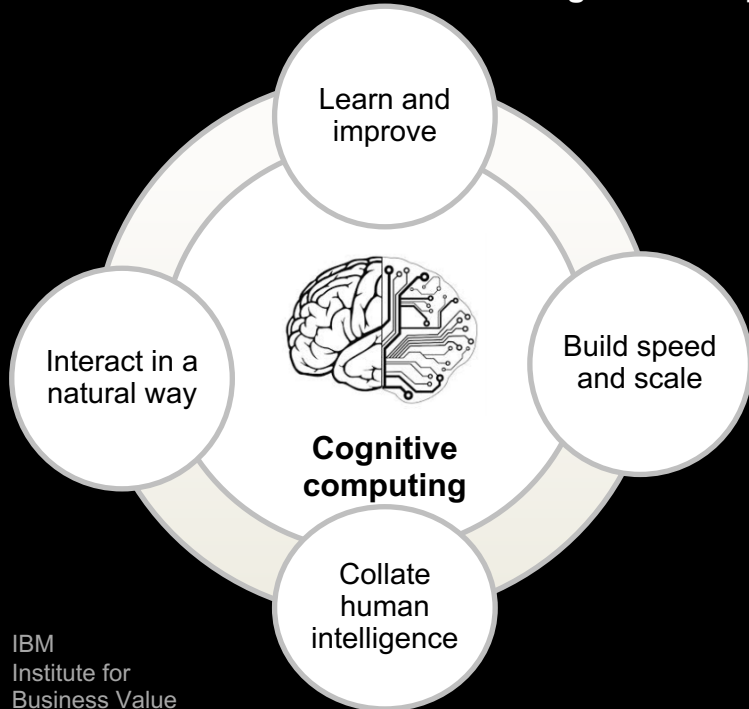 Learn and
improve
Interact in a
natural way
Build speed
and scale
Cognitive
computing
Collate
human
intelligence
IBM
Institute for
Business Value